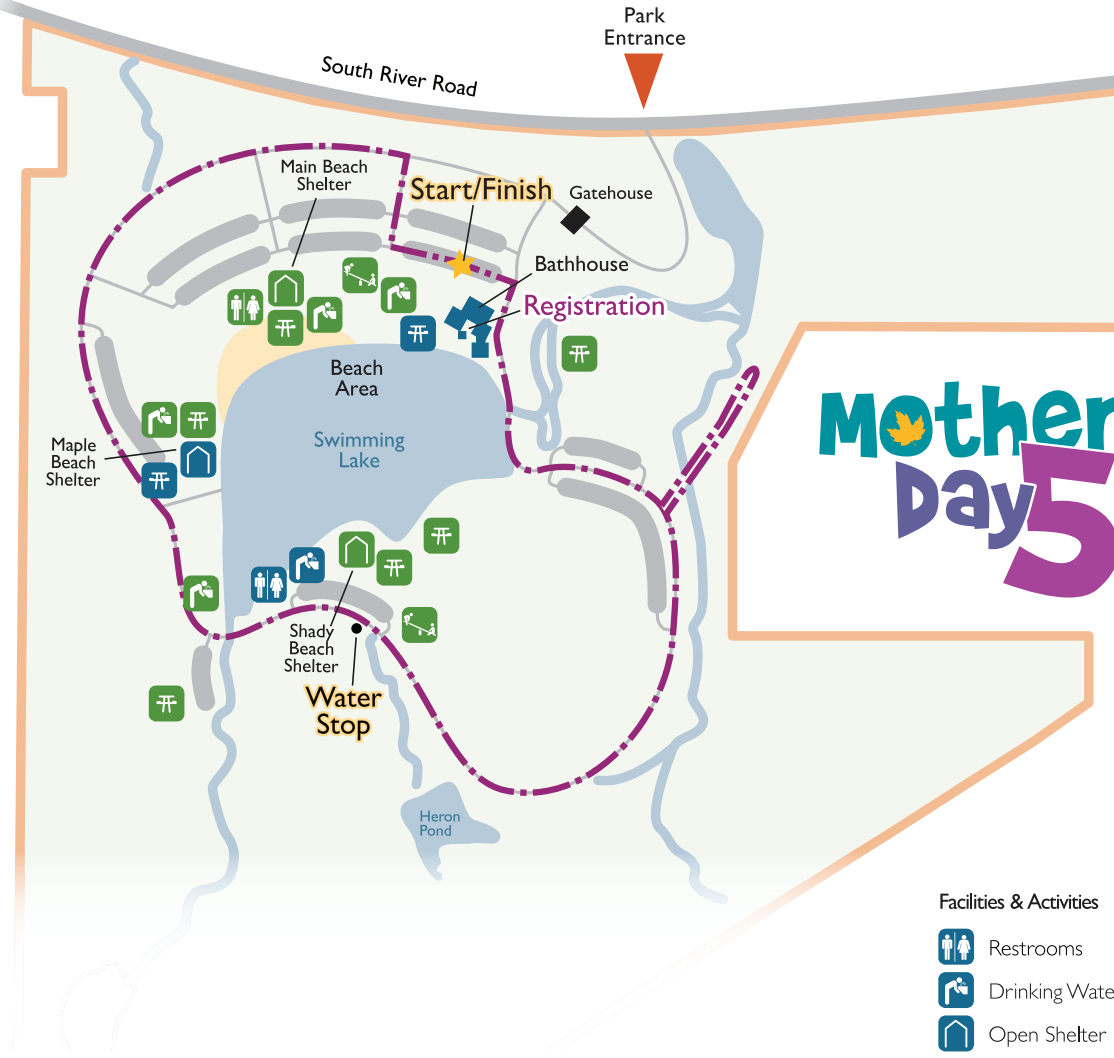 Park
Entrance
South River Road
Main Beach
Shelter
Start/Finish
Gatehouse
Bathhouse
Registration
Beach
Area
Swimming
Lake
Maple
Beach
Shelter
Mother
Day 5
Shady
Beach
Shelter
Water
Stop
Heron
Pond
Facilities & Activities
Restrooms
Drinking Wate
Open Shelter